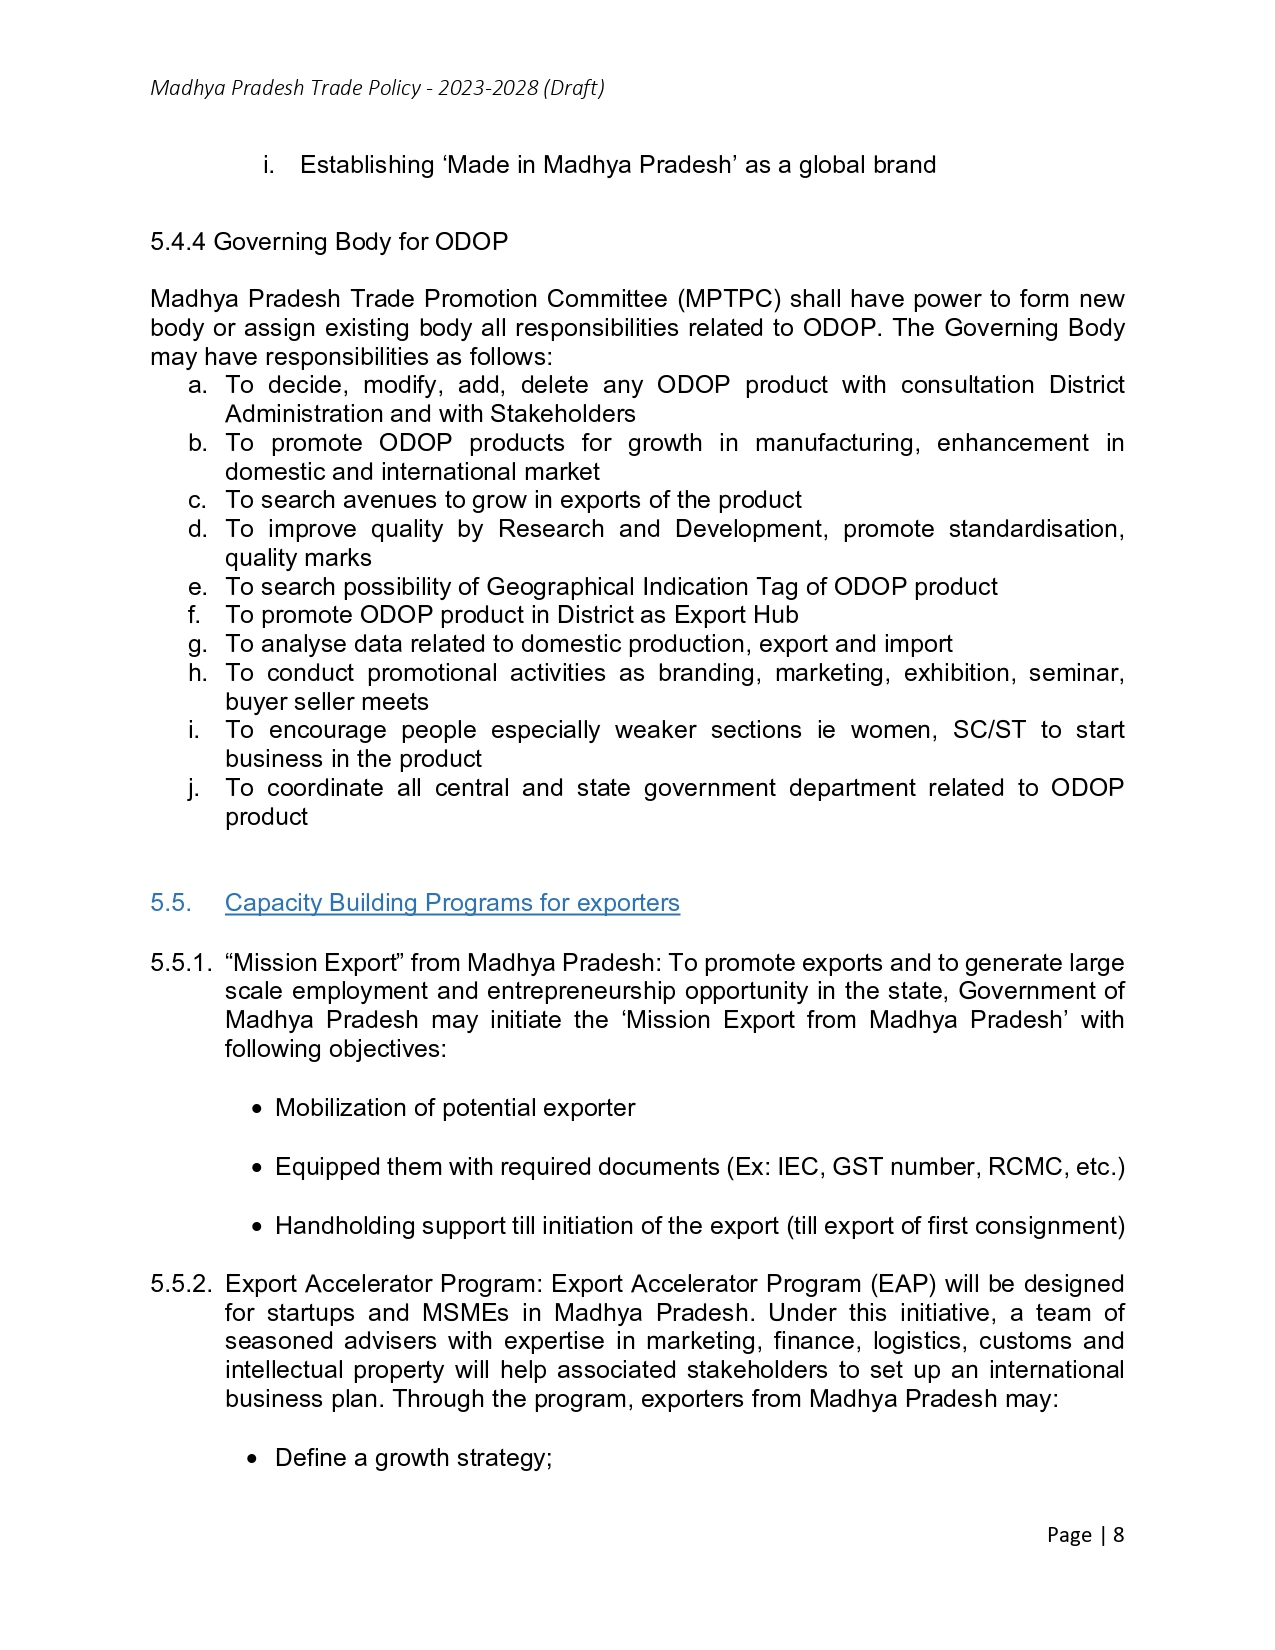 Madhya Pradesh Trade Policy - 2023-2028 (Draft)
i. Establishing ‘Made in Madhya Pradesh’ as a global brand
5.4.4 Governing Body for ODOP
Madhya Pradesh Trade Promotion Committee (MPTPC) shall have power to form new
body or assign existing body all responsibilities related to ODOP. The Governing Body
may have responsibilities as follows:
a. To decide, modify, add, delete any ODOP product with consultation District
Administration and with Stakeholders
b. To promote ODOP products for growth in manufacturing, enhancement in
domestic and international market
c. To search avenues to grow in exports of the product
d. To improve quality by Research and Development, promote standardisation,
quality marks
e. To search possibility of Geographical Indication Tag of ODOP product
f. To promote ODOP product in District as Export Hub
g. To analyse data related to domestic production, export and import
h. To conduct promotional activities as branding, marketing, exhibition, seminar,
buyer seller meets
i. To encourage people especially weaker sections ie women, SC/ST to start
business in the product
j. To coordinate all central and state government department related to ODOP
product
5.5. Capacity Building Programs for exporters
5.5.1. “Mission Export” from Madhya Pradesh: To promote exports and to generate large
scale employment and entrepreneurship opportunity in the state, Government of
Madhya Pradesh may initiate the ‘Mission Export from Madhya Pradesh’ with
following objectives:
• Mobilization of potential exporter
• Equipped them with required documents (Ex: IEC, GST number, RCMC, etc.)
• Handholding support till initiation of the export (till export of first consignment)
5.5.2. Export Accelerator Program: Export Accelerator Program (EAP) will be designed
for startups and MSMEs in Madhya Pradesh. Under this initiative, a team of
seasoned advisers with expertise in marketing, finance, logistics, customs and
intellectual property will help associated stakeholders to set up an international
business plan. Through the program, exporters from Madhya Pradesh may:
• Define a growth strategy;
Page | 8